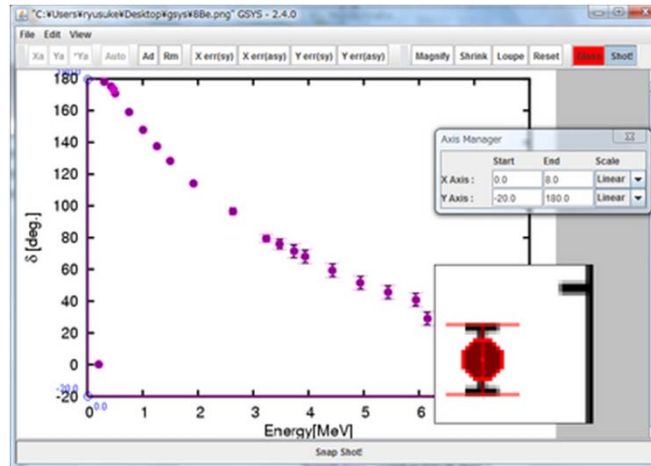 "C:¥Users¥ryusuke¥Desktop¥gsys¥8Be.png" GSYS - 2.4.0
File Edit View
Xa Ya "Ya Auto Ad Rm X err(sy) X err(asy) Y err(sy) Y err(asy) Magnify Shrink Loupe Reset Shot!
180
160
140
120
100
80
60
40
20
0
-20
δ [deg.]
-20.0
0.0
0 1 2 3 4 5 6
Energy[MeV]
Axis Manager
Start End Scale
X Axis : 0.0 8.0 Linear
Y Axis : -20.0 180.0 Linear
Snap Shot!